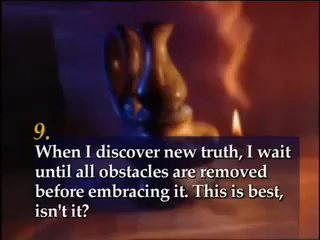 9.
When I discover new truth, I wait
until all obstacles are removed
before embracing it. This is best,
isn't it?